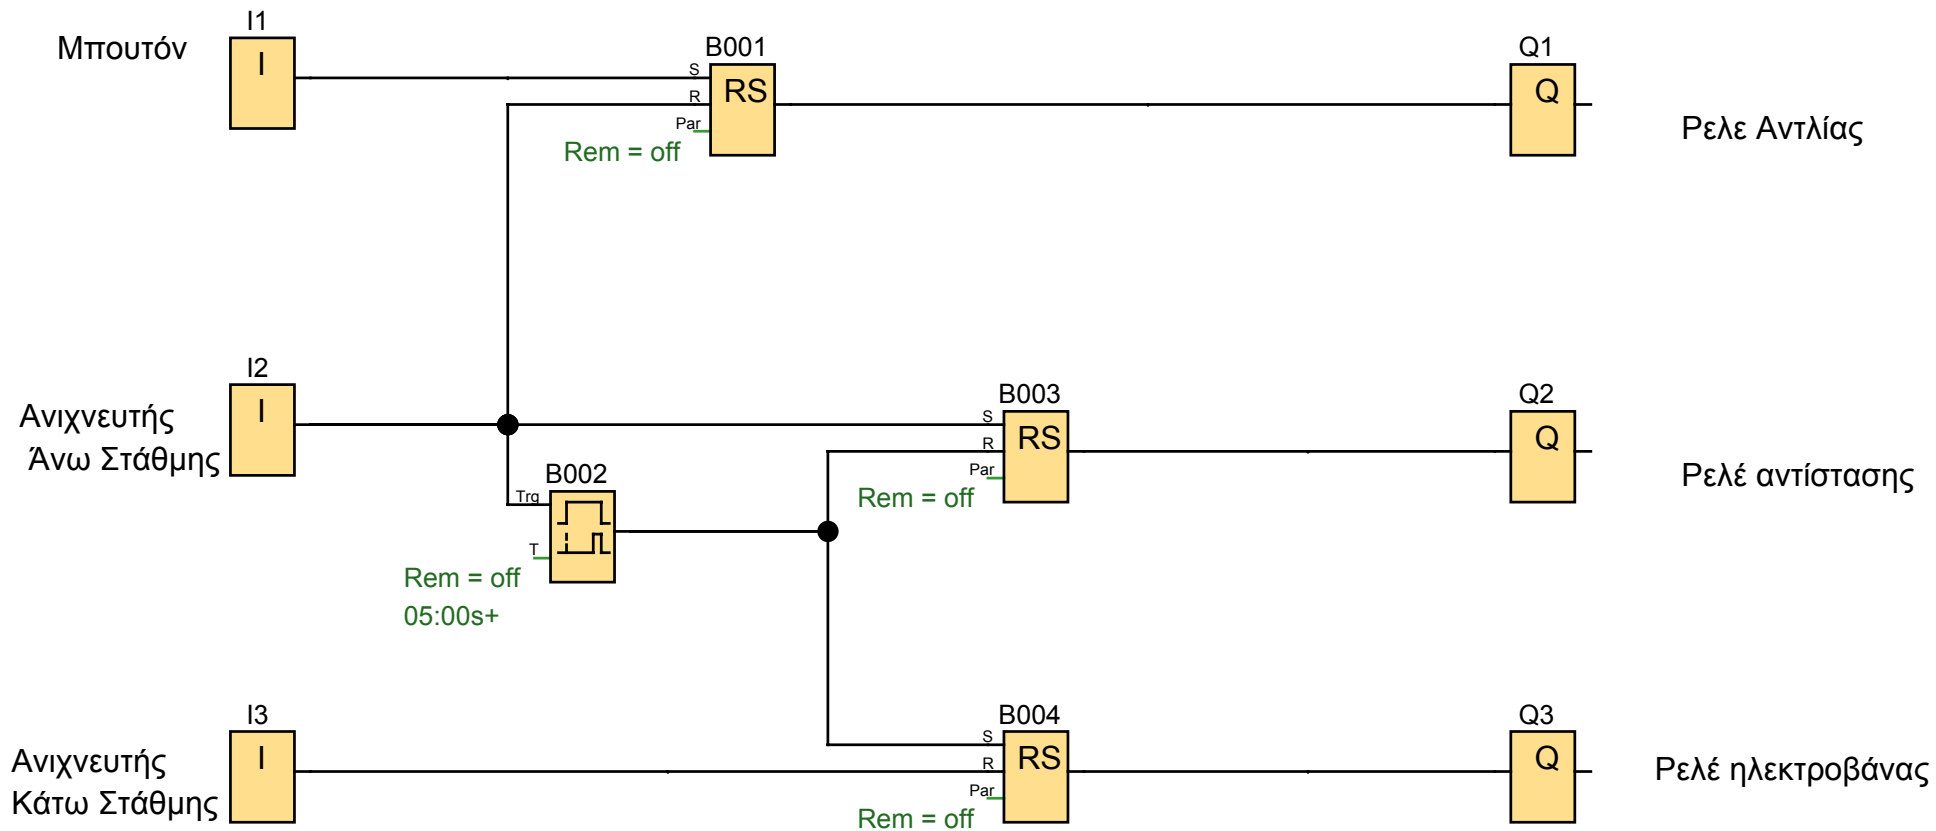 I1
Μπουτόν
I
B001
S
R
Par
RS
Rem = off
Q1
Q
Ρελε Αντλίας
I2
Ανιχνευτής
Άνω Στάθμης
I
B003
S
R
Par
RS
Rem = off
Q2
Q
Ρελέ αντίστασης
B002
Trg
T
Rem = off
05:00s+
I3
Ανιχνευτής
Κάτω Στάθμης
I
B004
S
R
Par
RS
Rem = off
Q3
Q
Ρελέ ηλεκτροβάνας